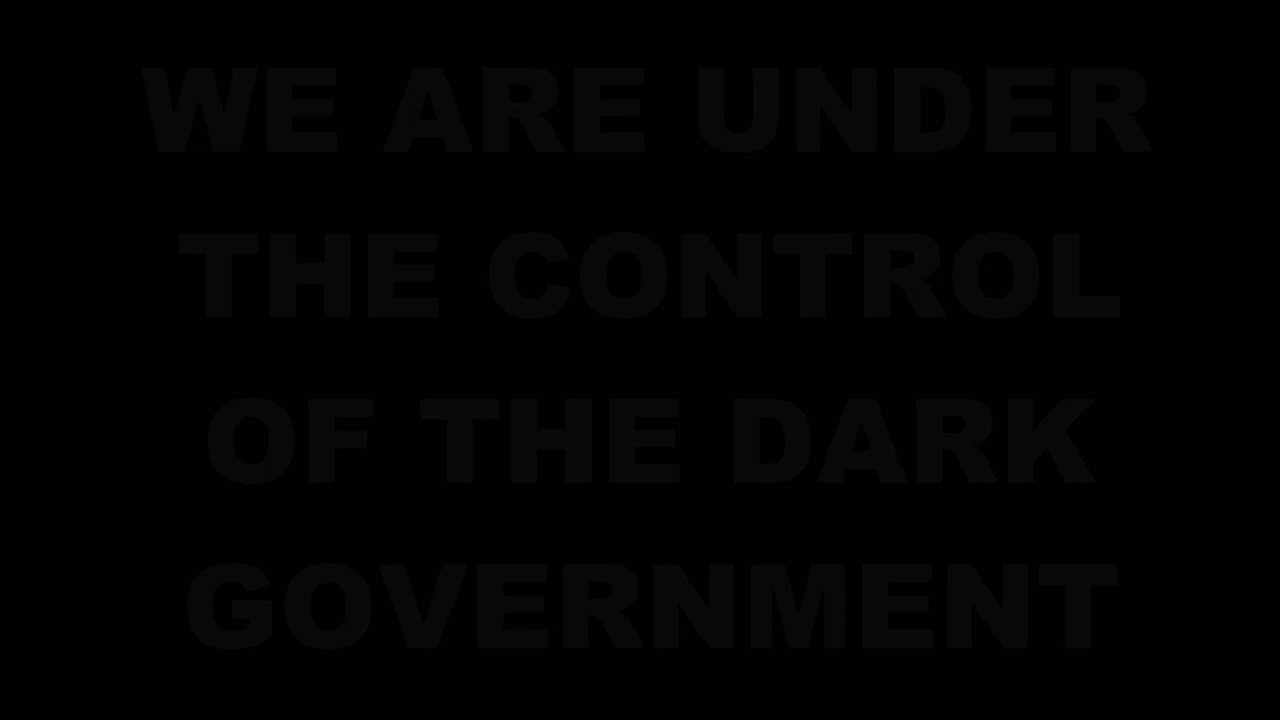 WE ARE UNDER
THE CONTROL
OF THE DARK
GOVERNMENT